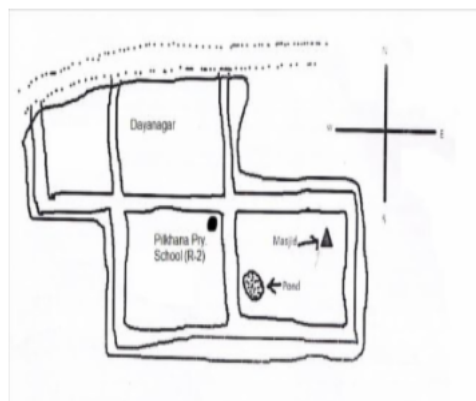 N
Dayanagar
W
E
S
Pilkhana Pry.
School (R-2)
Masjid
Pond